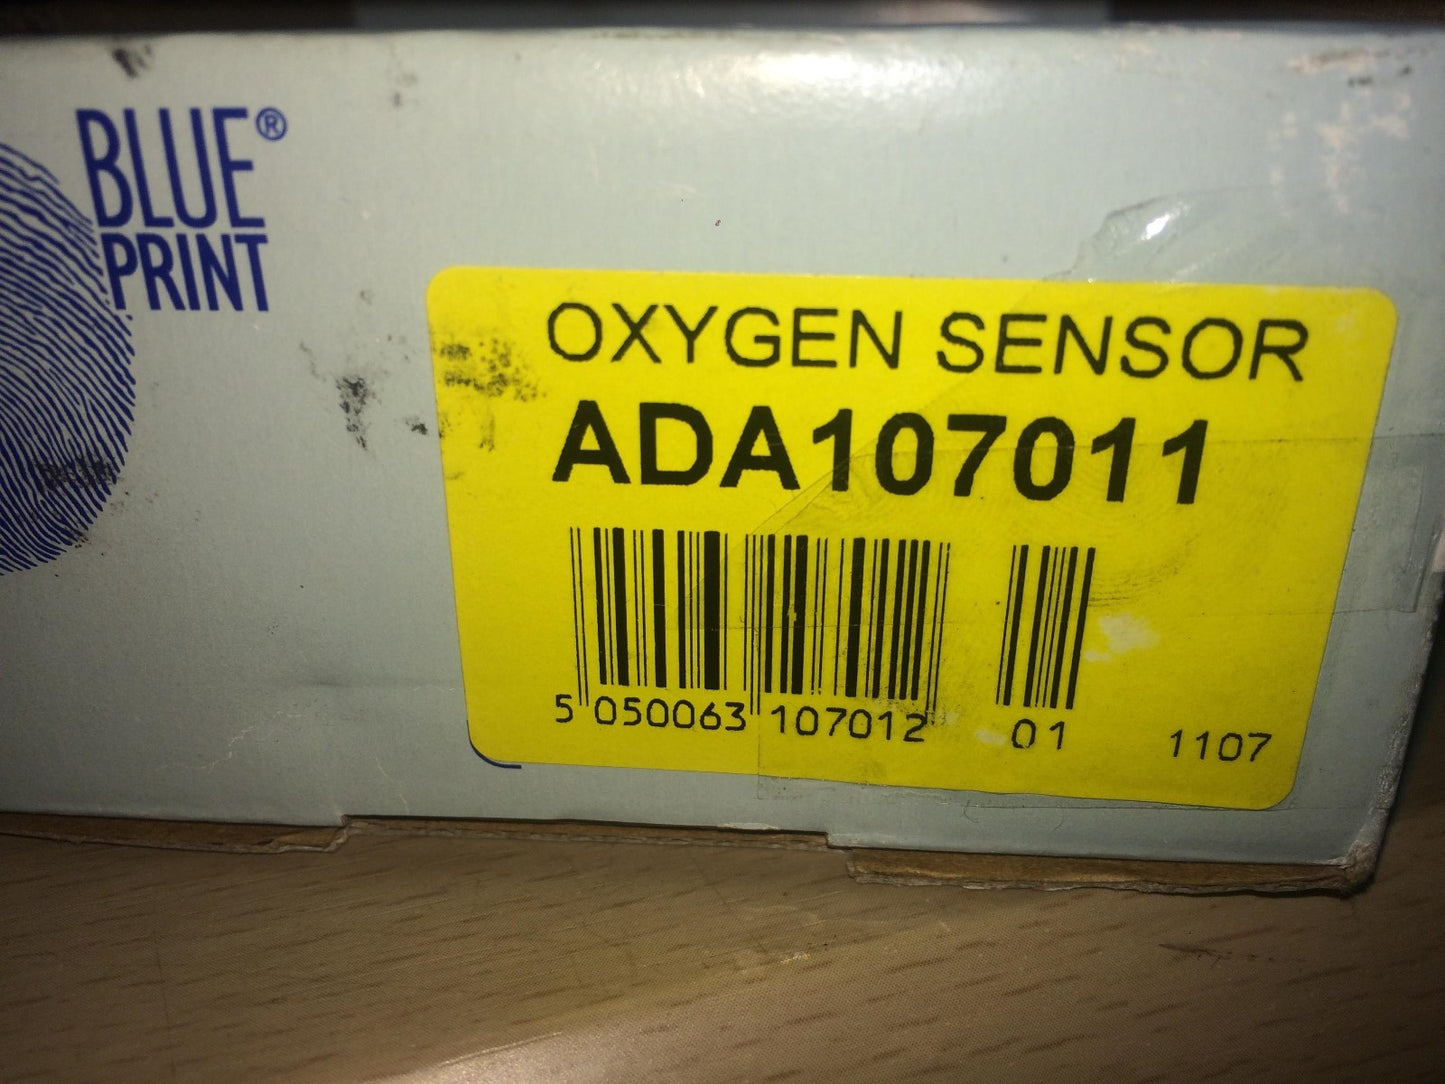 BLUE®
PRINT
OXYGEN SENSOR
ADA107011
5 050063 107012 01 1107